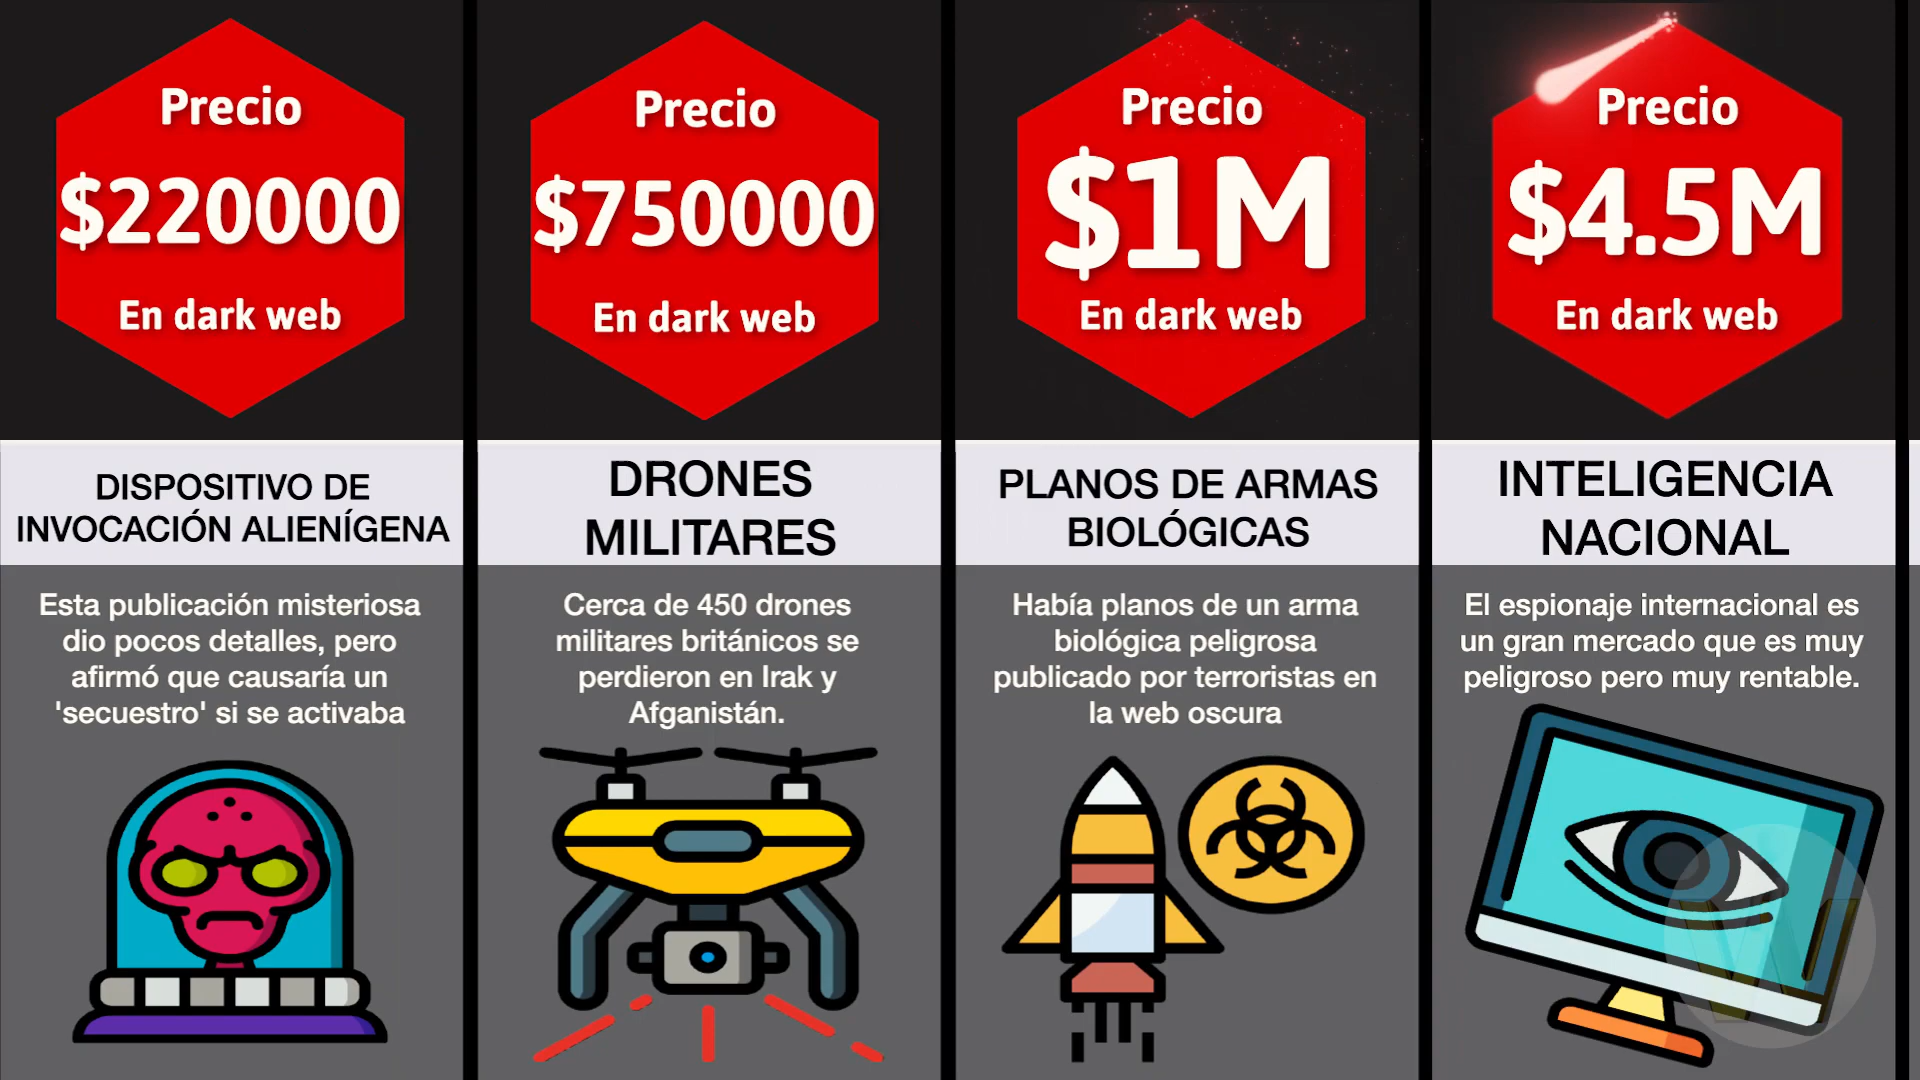 Precio
$220000
En dark web
DISPOSITIVO DE
INVOCACIÓN ALIENÍGENA
Esta publicación misteriosa
dio pocos detalles, pero
afirmó que causaría un
'secuestro' si se activaba
Precio
$750000
En dark web
DRONES
MILITARES
Cerca de 450 drones
militares británicos se
perdieron en Irak y
Afganistán.
Precio
$1M
En dark web
PLANOS DE ARMAS
BIOLÓGICAS
Había planos de un arma
biológica peligrosa
publicado por terroristas en
la web oscura
Precio
$4.5M
En dark web
INTELIGENCIA
NACIONAL
El espionaje internacional es
un gran mercado que es muy
peligroso pero muy rentable.